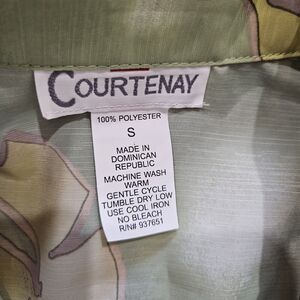 COURTENAY
100% POLYESTER
S
MADE IN
DOMINICAN
REPUBLIC
MACHINE WASH
WARM
GENTLE CYCLE
TUMBLE DRY LOW
USE COOL IRON
NO BLEACH
R/N# 937651